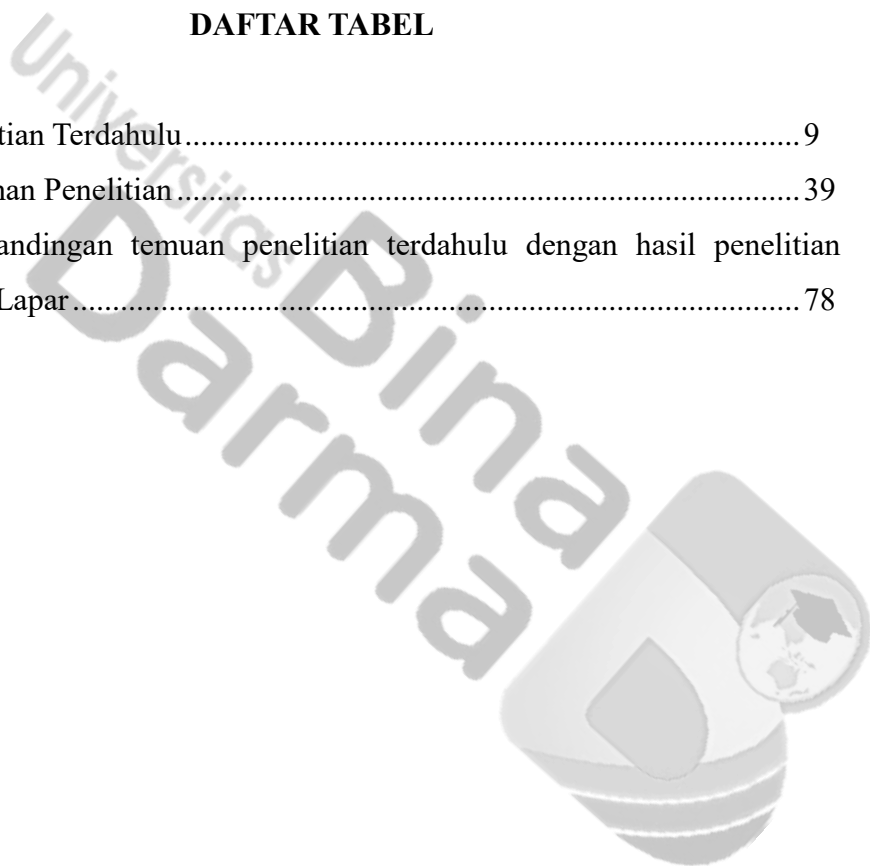 DAFTAR TABEL
tian Terdahulu............................................................................. 9
nan Penelitian.............................................................................. 39
andingan temuan penelitian terdahulu dengan hasil penelitian
Lapar........................................................................................... 78
Universitas
Bina
Darma